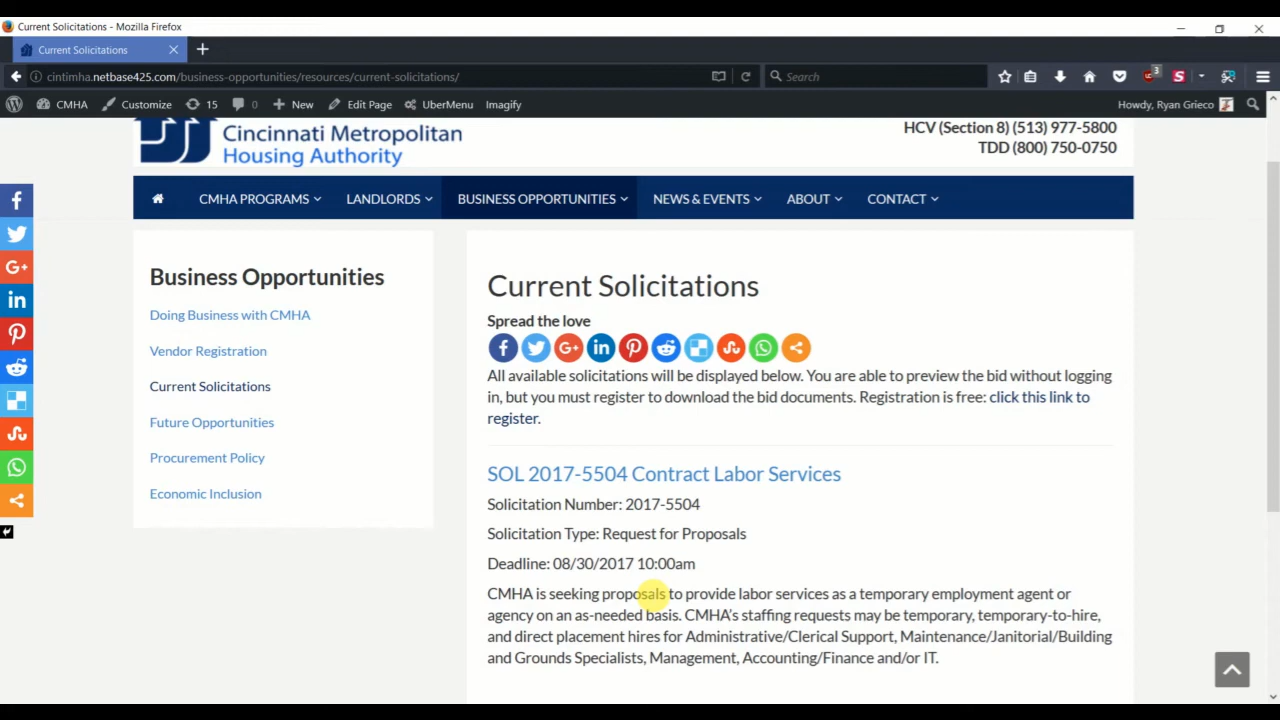 Current Solicitations - Mozilla Firefox
Current Solicitations
cintimha.netbase425.com/business-opportunities/resources/current-solicitations/
Search
3
CMHA Customize 15 0 New Edit Page UberMenu Imagify Howdy, Ryan Grieco
Cincinnati Metropolitan
Housing Authority
HCV (Section 8) (513) 977-5800
TDD (800) 750-0750
CMHA PROGRAMS LANDLORDS BUSINESS OPPORTUNITIES NEWS & EVENTS ABOUT CONTACT
Business Opportunities
Doing Business with CMHA
Vendor Registration
Current Solicitations
Future Opportunities
Procurement Policy
Economic Inclusion
Current Solicitations
Spread the love
All available solicitations will be displayed below. You are able to preview the bid without logging
in, but you must register to download the bid documents. Registration is free: click this link to
register.
SOL 2017-5504 Contract Labor Services
Solicitation Number: 2017-5504
Solicitation Type: Request for Proposals
Deadline: 08/30/2017 10:00am
CMHA is seeking proposals to provide labor services as a temporary employment agent or
agency on an as-needed basis. CMHA’s staffing requests may be temporary, temporary-to-hire,
and direct placement hires for Administrative/Clerical Support, Maintenance/Janitorial/Building
and Grounds Specialists, Management, Accounting/Finance and/or IT.